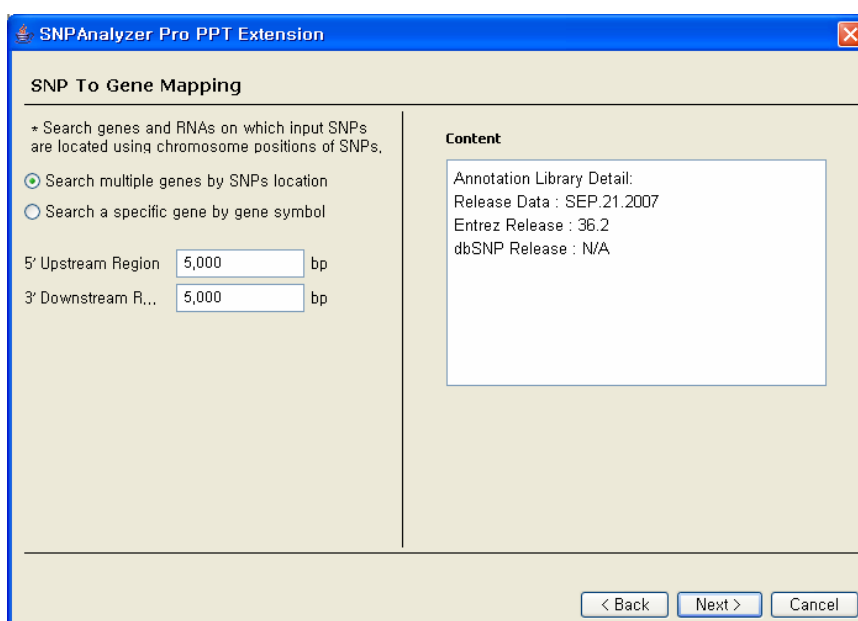 SNPAnalyzer Pro PPT Extension
SNP To Gene Mapping
* Search genes and RNAs on which input SNPs
are located using chromosome positions of SNPs,
Search multiple genes by SNPs location
Search a specific gene by gene symbol
5' Upstream Region 5,000 bp
3' Downstream R... 5,000 bp
Content
Annotation Library Detail:
Release Data : SEP.21.2007
Entrez Release : 36.2
dbSNP Release : N/A
< Back Next > Cancel